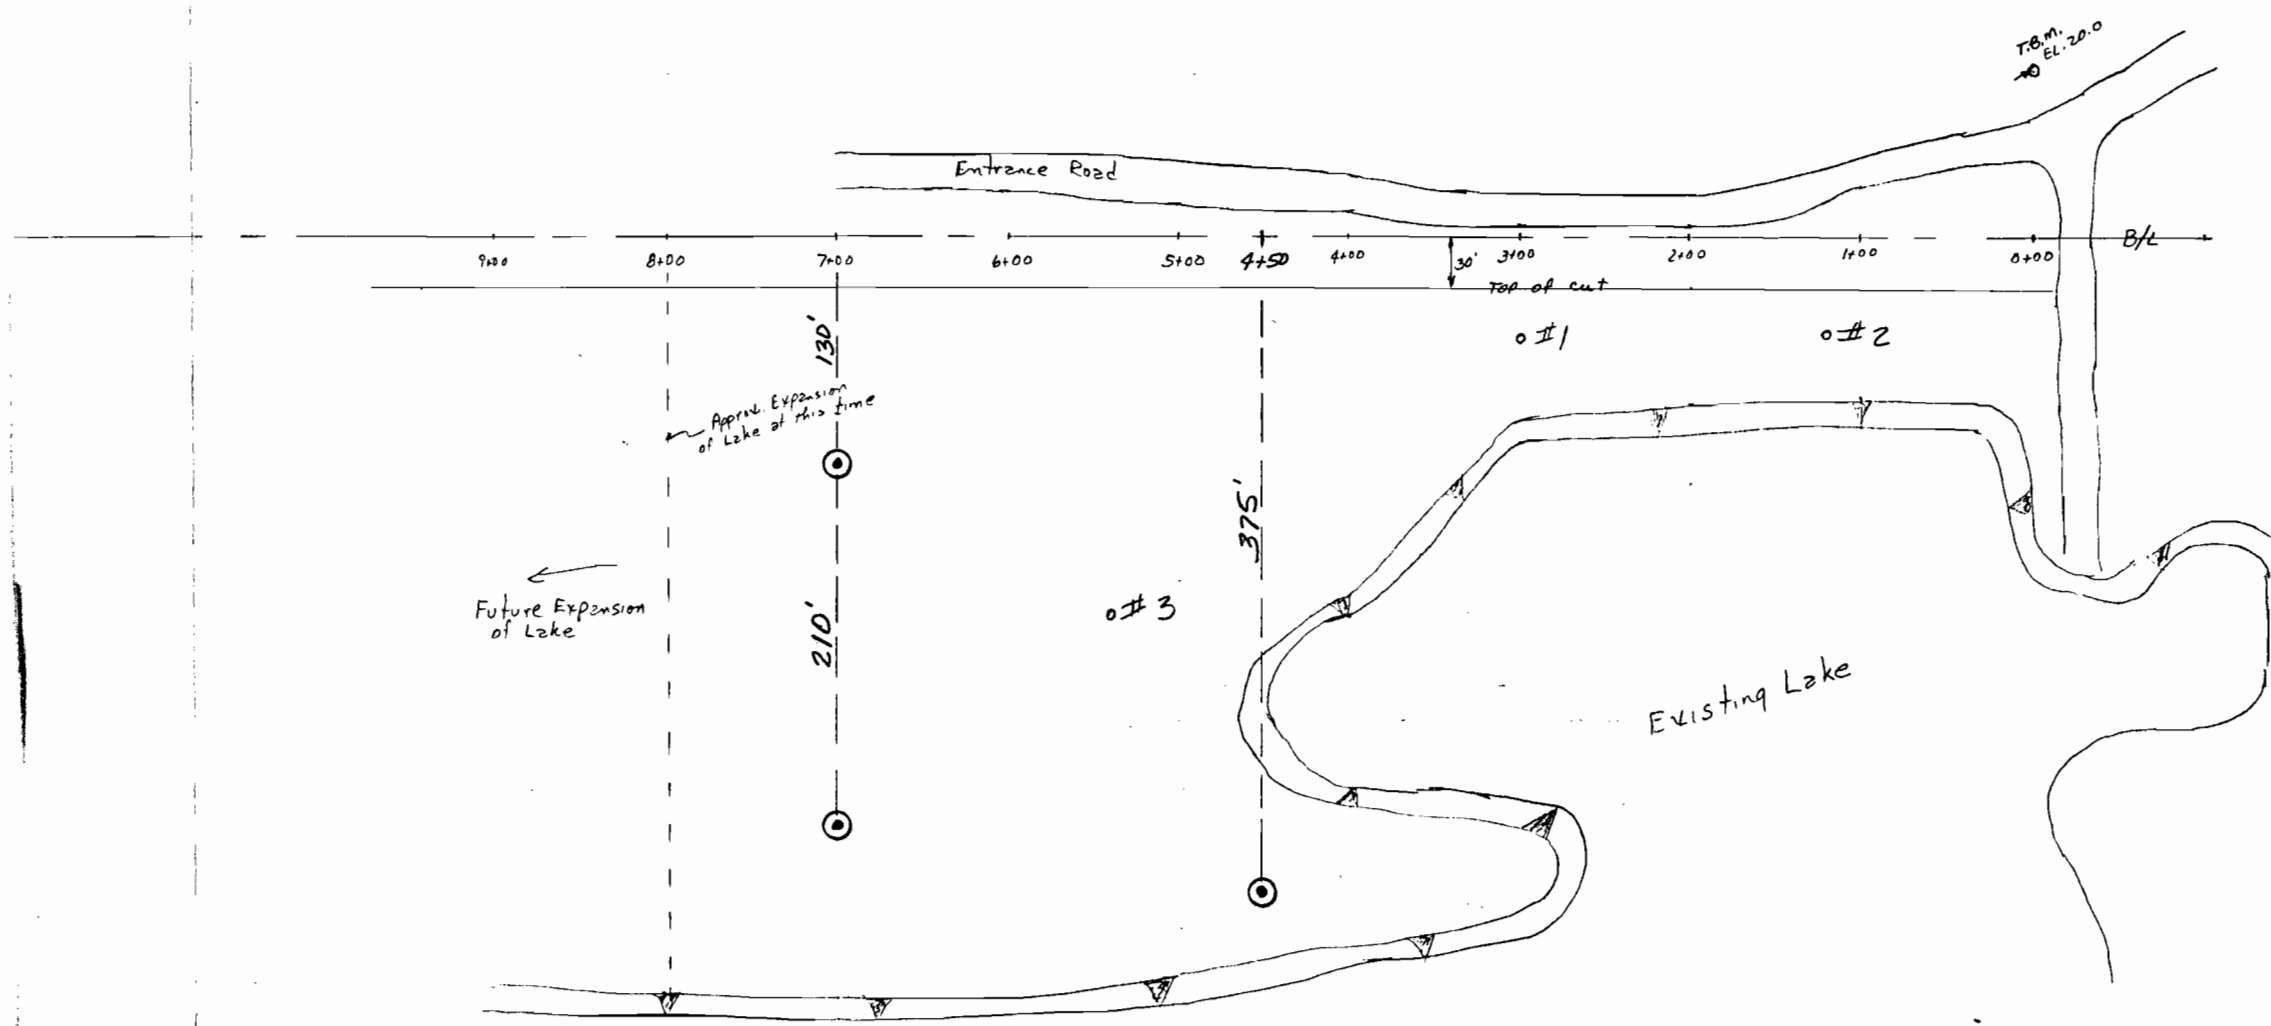 T.B.M.
EL. 20.0
Entrance Road
B/L
9+00
8+00
7+00
6+00
5+00
4+50
4+00
3+00
2+00
1+00
0+00
30'
Top of cut
130'
#1
#2
Approx. Expansion
of Lake at this time
375'
Future Expansion
of Lake
210'
#3
Existing Lake